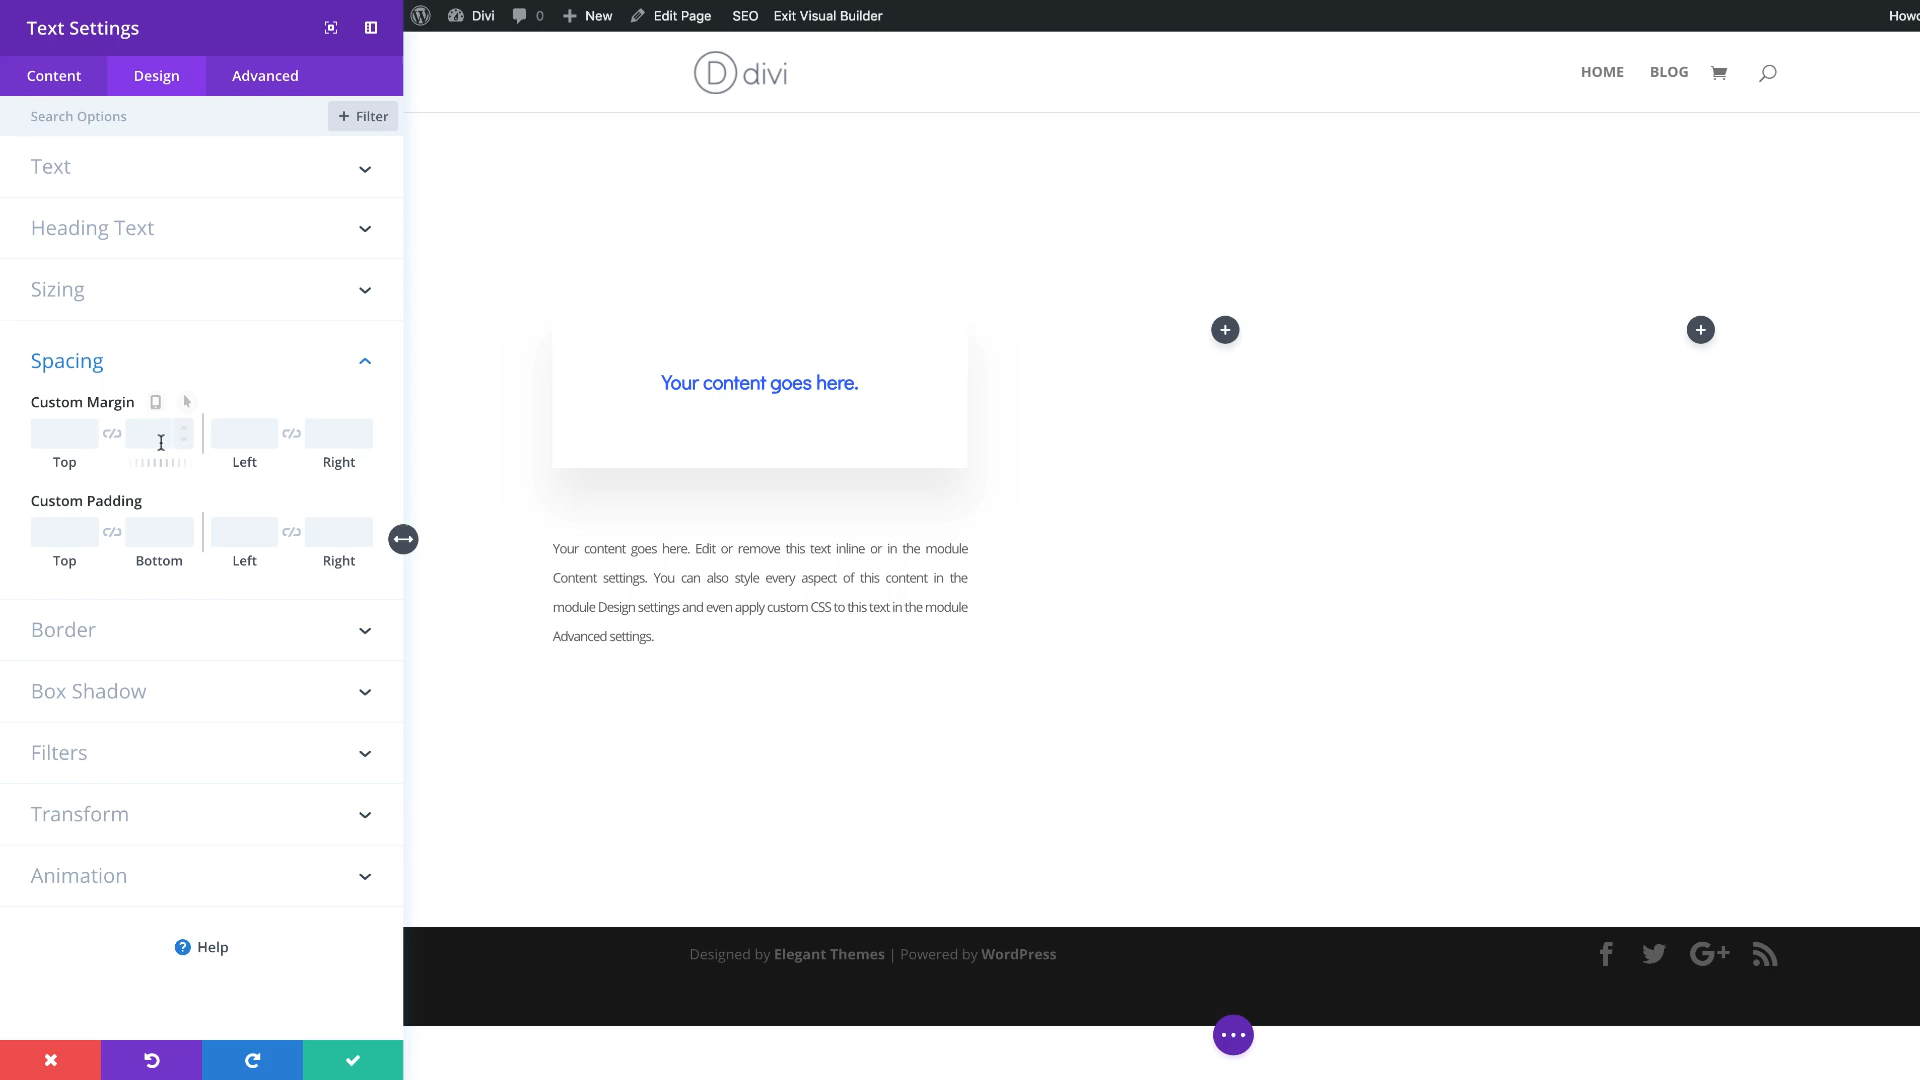 Text Settings
Divi
0
New
Edit Page
SEO
Exit Visual Builder
Howd
Content
Design
Advanced
divi
HOME
BLOG
Search Options
+ Filter
Text
Heading Text
Sizing
Spacing
Custom Margin
Top
Left
Right
Custom Padding
Top
Bottom
Left
Right
Your content goes here.
Your content goes here. Edit or remove this text inline or in the module
Content settings. You can also style every aspect of this content in the
module Design settings and even apply custom CSS to this text in the module
Advanced settings.
Border
Box Shadow
Filters
Transform
Animation
Help
Designed by Elegant Themes | Powered by WordPress